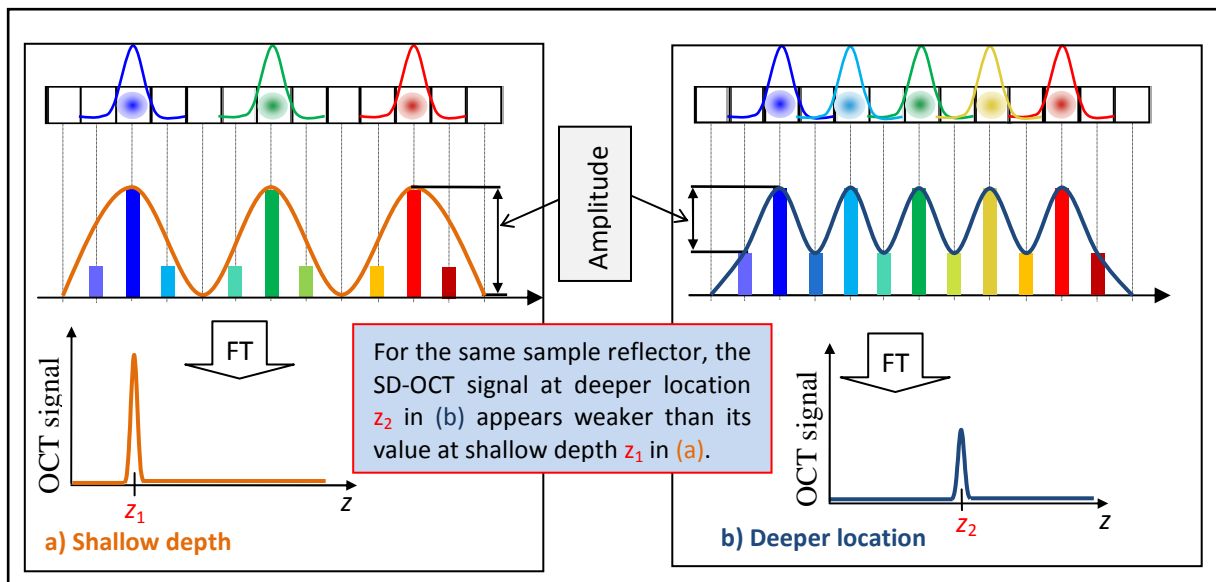 Amplitude
FT
OCT signal
z₁
z
a) Shallow depth
For the same sample reflector, the
SD-OCT signal at deeper location
z₂ in (b) appears weaker than its
value at shallow depth z₁ in (a).
FT
OCT signal
z₂
z
b) Deeper location